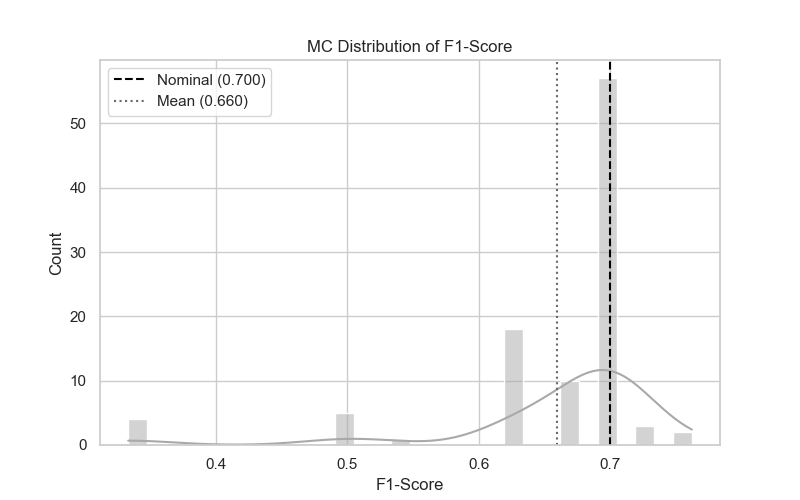 MC Distribution of F1-Score
Nominal (0.700)
Mean (0.660)
Count
50
40
30
20
10
0
0.4 0.5 0.6 0.7
F1-Score